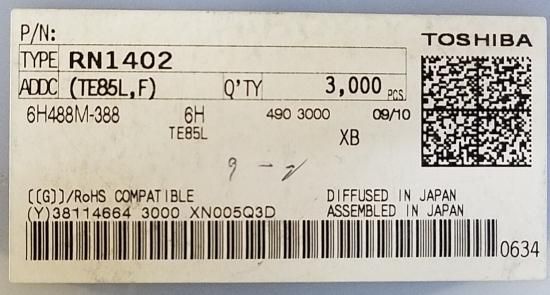 P/N:
TOSHIBA
TYPE RN1402
ADDC (TE85L,F) Q'TY 3,000 PCS
6H488M-388 6H 490 3000 09/10
TE85L XB
[[G]]/RoHS COMPATIBLE DIFFUSED IN JAPAN
(Y)38114664 3000 XN005Q3D ASSEMBLED IN JAPAN
0634